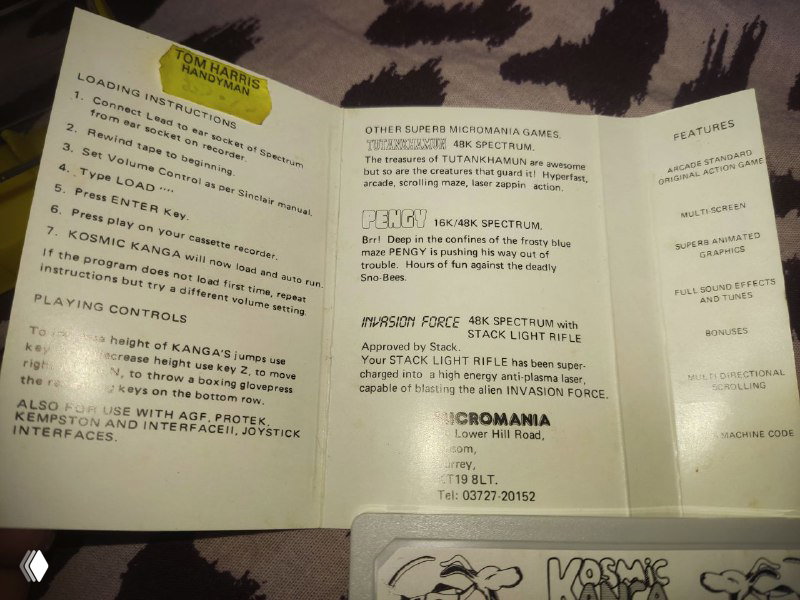 TOM HARRIS
HANDYMAN
LOADING INSTRUCTIONS
1. Connect Lead to ear socket of Spectrum
from ear socket on recorder.
2. Rewind tape to beginning.
3. Set Volume Control as per Sinclair manual.
4. Type LOAD ""
5. Press ENTER Key.
6. Press play on your cassette recorder.
7. KOSMIC KANGA will now load and auto run.
If the program does not load first time, repeat
instructions but try a different volume setting.
PLAYING CONTROLS
To height of KANGA'S jumps use
key decrease height use key Z, to move
right N, to throw a boxing glovepress
the keys on the bottom row.
ALSO FOR USE WITH AGF, PROTEK,
KEMPSTON AND INTERFACEII, JOYSTICK
INTERFACES.
OTHER SUPERB MICROMANIA GAMES.
TUTANKHAMUN 48K SPECTRUM.
The treasures of TUTANKHAMUN are awesome
but so are the creatures that guard it! Hyperfast,
arcade, scrolling maze, laser zappin action.
PENGY 16K/48K SPECTRUM.
Brr! Deep in the confines of the frosty blue
maze PENGY is pushing his way out of
trouble. Hours of fun against the deadly
Sno-Bees.
INVASION FORCE 48K SPECTRUM with
STACK LIGHT RIFLE
Approved by Stack.
Your STACK LIGHT RIFLE has been super-
charged into a high energy anti-plasma laser,
capable of blasting the alien INVASION FORCE.
MICROMANIA
Lower Hill Road,
KT19 8LT.
Tel: 03727-20152
FEATURES
ARCADE STANDARD
ORIGINAL ACTION GAME
MULTI-SCREEN
SUPERB ANIMATED
GRAPHICS
FULL SOUND EFFECTS
AND TUNES
BONUSES
MULTI DIRECTIONAL
SCROLLING
MACHINE CODE
KOSMIC
KANGA